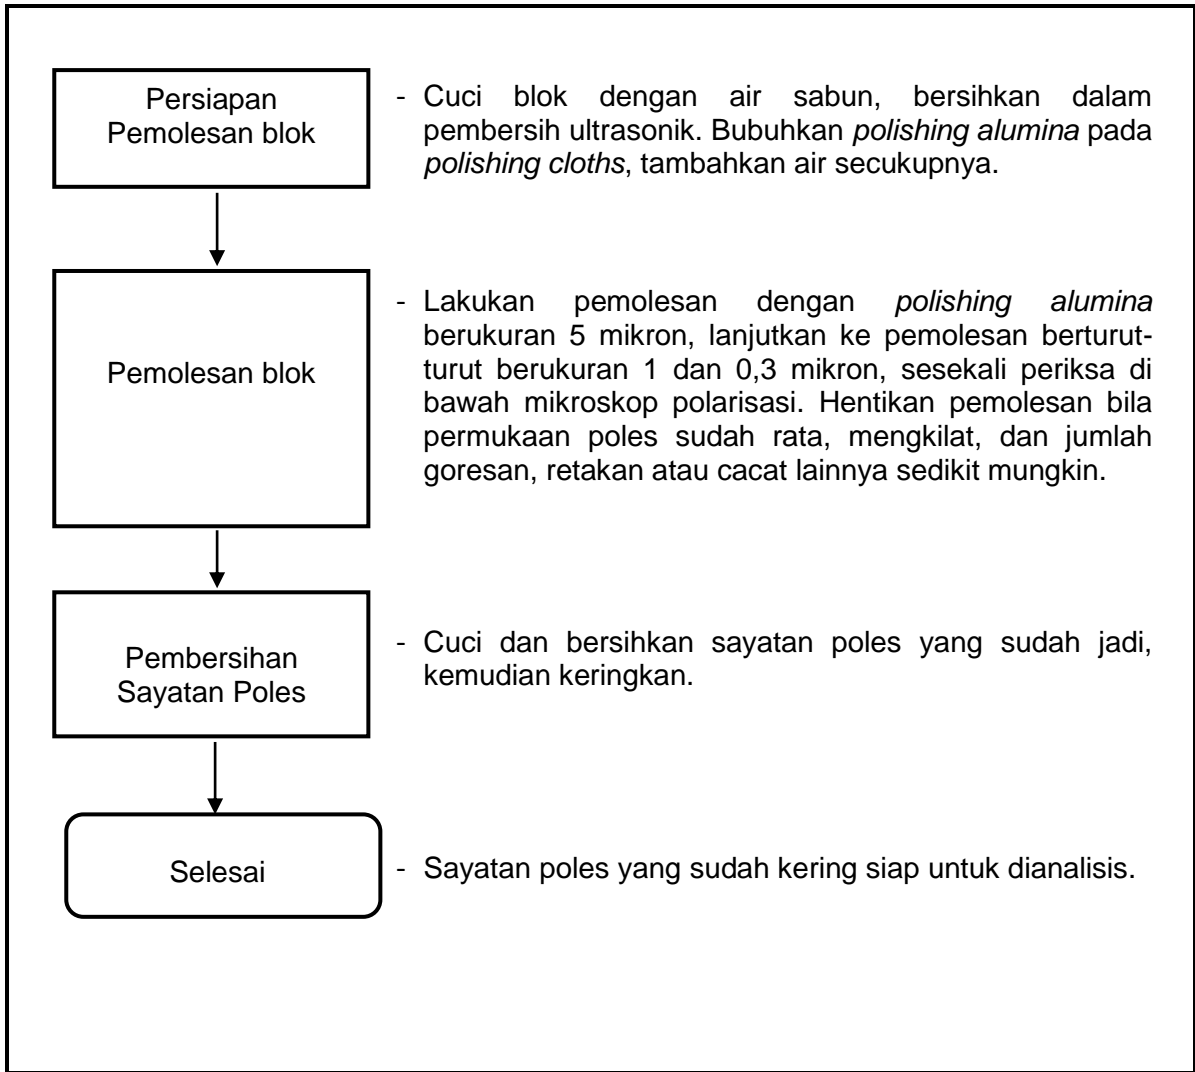 Persiapan
Pemolesan blok
- Cuci blok dengan air sabun, bersihkan dalam
pembersih ultrasonik. Bubuhkan polishing alumina pada
polishing cloths, tambahkan air secukupnya.
Pemolesan blok
- Lakukan pemolesan dengan polishing alumina
berukuran 5 mikron, lanjutkan ke pemolesan berturut-
turut berukuran 1 dan 0,3 mikron, sesekali periksa di
bawah mikroskop polarisasi. Hentikan pemolesan bila
permukaan poles sudah rata, mengkilat, dan jumlah
goresan, retakan atau cacat lainnya sedikit mungkin.
Pembersihan
Sayatan Poles
- Cuci dan bersihkan sayatan poles yang sudah jadi,
kemudian keringkan.
Selesai
- Sayatan poles yang sudah kering siap untuk dianalisis.